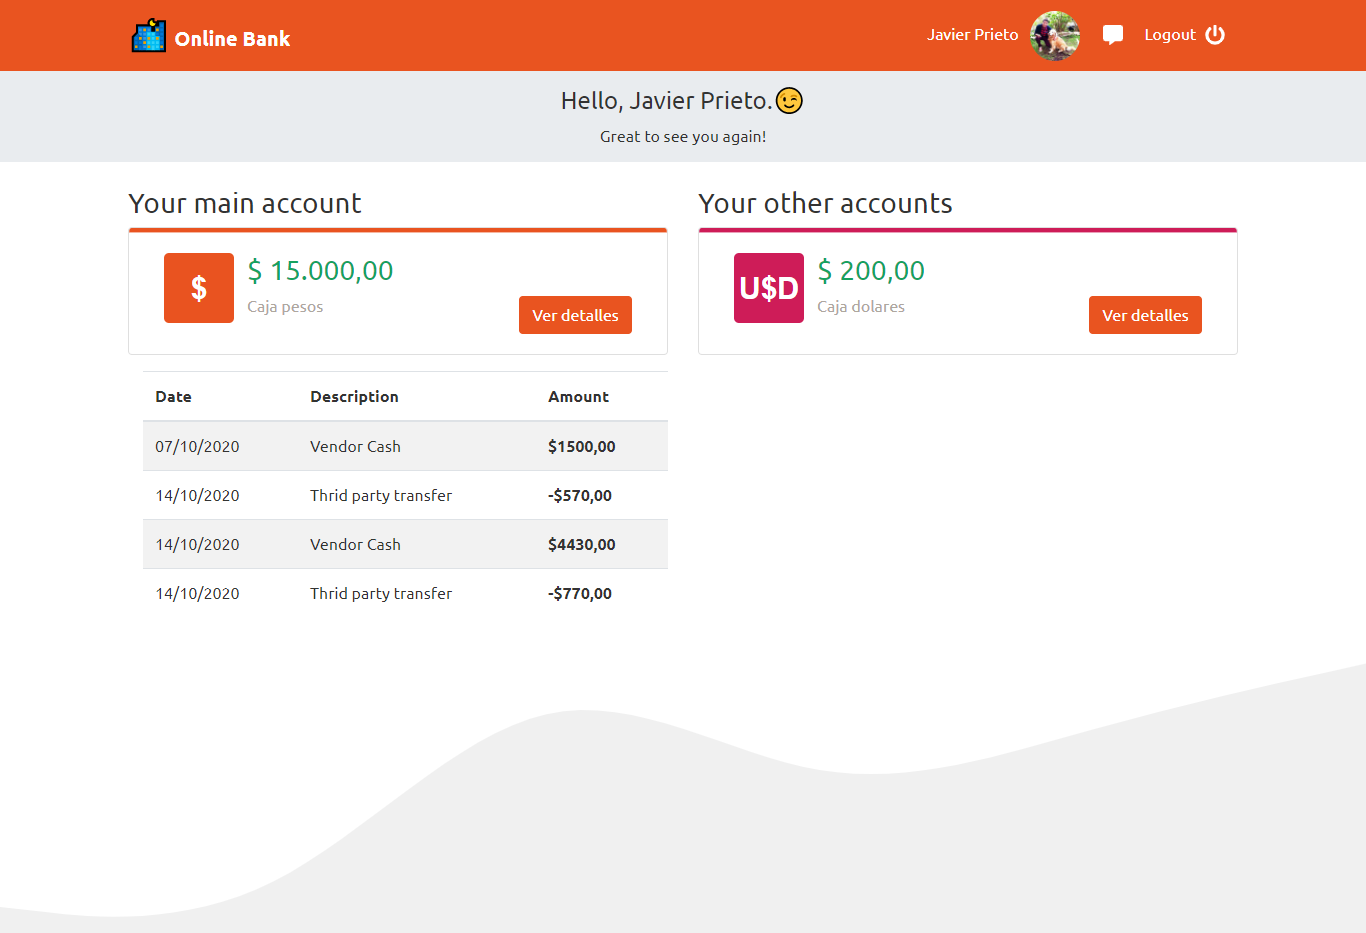 Online Bank
Javier Prieto
Logout
Hello, Javier Prieto.
Great to see you again!
Your main account
$
$ 15.000,00
Caja pesos
Ver detalles
Your other accounts
U$D
$ 200,00
Caja dolares
Ver detalles
Date Description Amount
07/10/2020 Vendor Cash $1500,00
14/10/2020 Thrid party transfer -$570,00
14/10/2020 Vendor Cash $4430,00
14/10/2020 Thrid party transfer -$770,00